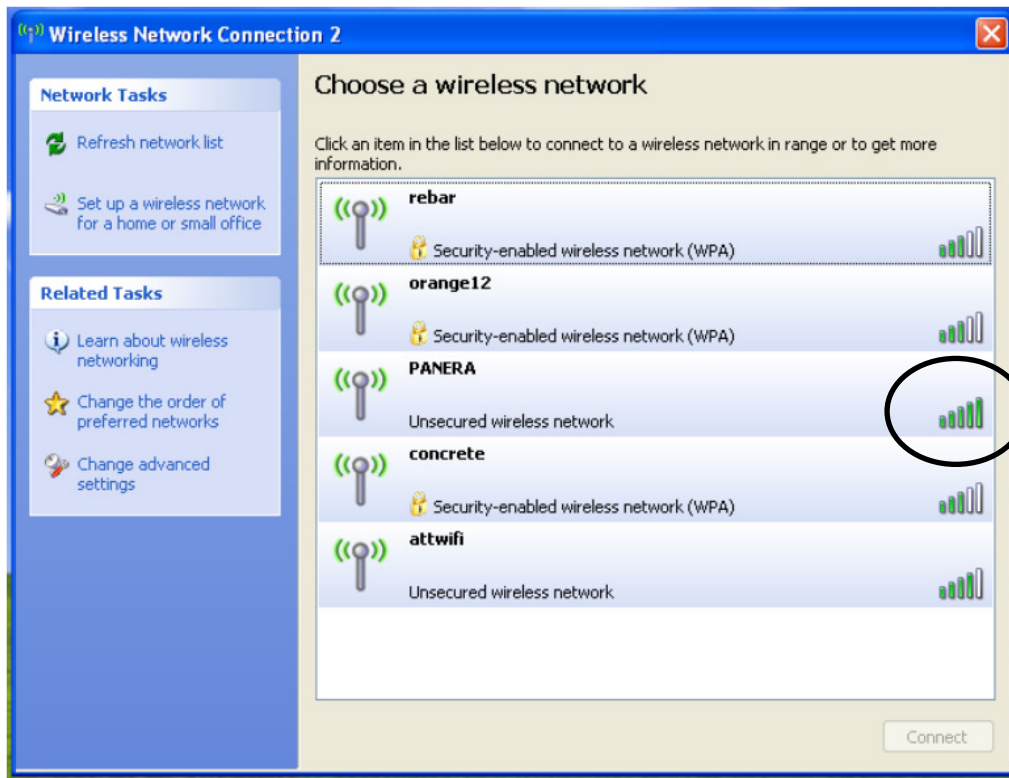 Wireless Network Connection 2
Network Tasks
Refresh network list
Set up a wireless network
for a home or small office
Related Tasks
Learn about wireless
networking
Change the order of
preferred networks
Change advanced
settings
Choose a wireless network
Click an item in the list below to connect to a wireless network in range or to get more
information.
rebar
Security-enabled wireless network (WPA)
orange12
Security-enabled wireless network (WPA)
PANERA
Unsecured wireless network
concrete
Security-enabled wireless network (WPA)
attwifi
Unsecured wireless network
Connect